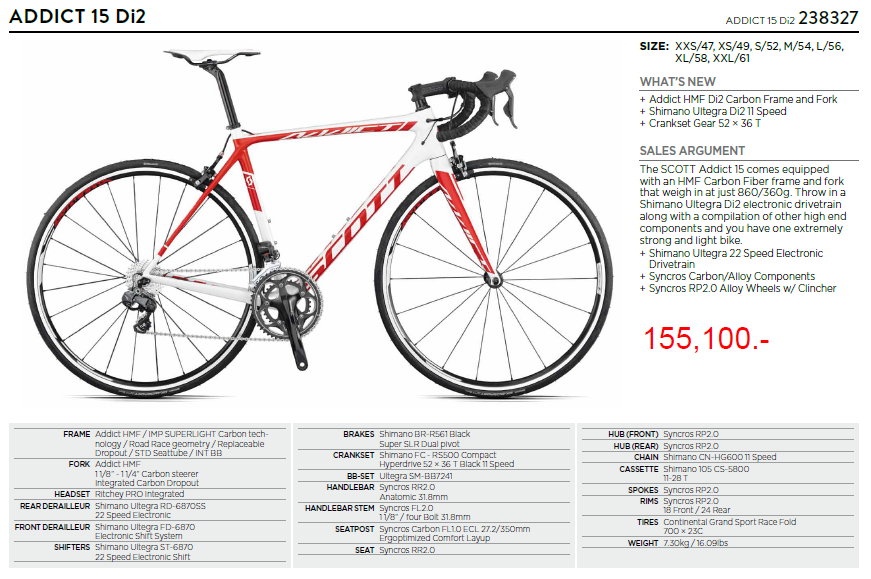 ADDICT 15 Di2
ADDICT 15 Di2 238327
SIZE: XXS/47, XS/49, S/52, M/54, L/56,
XL/58, XXL/61
WHAT'S NEW
+ Addict HMF Di2 Carbon Frame and Fork
+ Shimano Ultegra Di2 11 Speed
+ Crankset Gear 52 × 36 T
SALES ARGUMENT
The SCOTT Addict 15 comes equipped
with an HMF Carbon Fiber frame and fork
that weigh in at just 860/360g. Throw in a
Shimano Ultegra Di2 electronic drivetrain
along with a compilation of other high end
components and you have one extremely
strong and light bike.
+ Shimano Ultegra 22 Speed Electronic
Drivetrain
+ Syncros Carbon/Alloy Components
+ Syncros RP2.0 Alloy Wheels w/ Clincher
155,100.-
ADDICT
SCOTT
FRAME Addict HMF / IMP SUPERLIGHT Carbon tech-
nology / Road Race geometry / Replaceable
Dropout / STD Seattube / INT BB
FORK Addict HMF
1 1/8" - 1 1/4" Carbon steerer
Integrated Carbon Dropout
HEADSET Ritchey PRO Integrated
REAR DERAILLEUR Shimano Ultegra RD-6870SS
22 Speed Electronic
FRONT DERAILLEUR Shimano Ultegra FD-6870
Electronic Shift System
SHIFTERS Shimano Ultegra ST-6870
22 Speed Electronic Shift
BRAKES Shimano BR-R561 Black
Super SLR Dual pivot
CRANKSET Shimano FC - RS500 Compact
Hyperdrive 52 × 36 T Black 11 Speed
BB-SET Ultegra SM-BB7241
HANDLEBAR Syncros RR2.0
Anatomic 31.8mm
HANDLEBAR STEM Syncros FL2.0
1 1/8" / four Bolt 31.8mm
SEATPOST Syncros Carbon FL1.0 ECL 27.2/350mm
Ergoptimized Comfort Layup
SEAT Syncros RR2.0
HUB (FRONT) Syncros RP2.0
HUB (REAR) Syncros RP2.0
CHAIN Shimano CN-HG600 11 Speed
CASSETTE Shimano 105 CS-5800
11-28 T
SPOKES Syncros RP2.0
RIMS Syncros RP2.0
18 Front / 24 Rear
TIRES Continental Grand Sport Race Fold
700 × 23C
WEIGHT 7.30kg / 16.09lbs